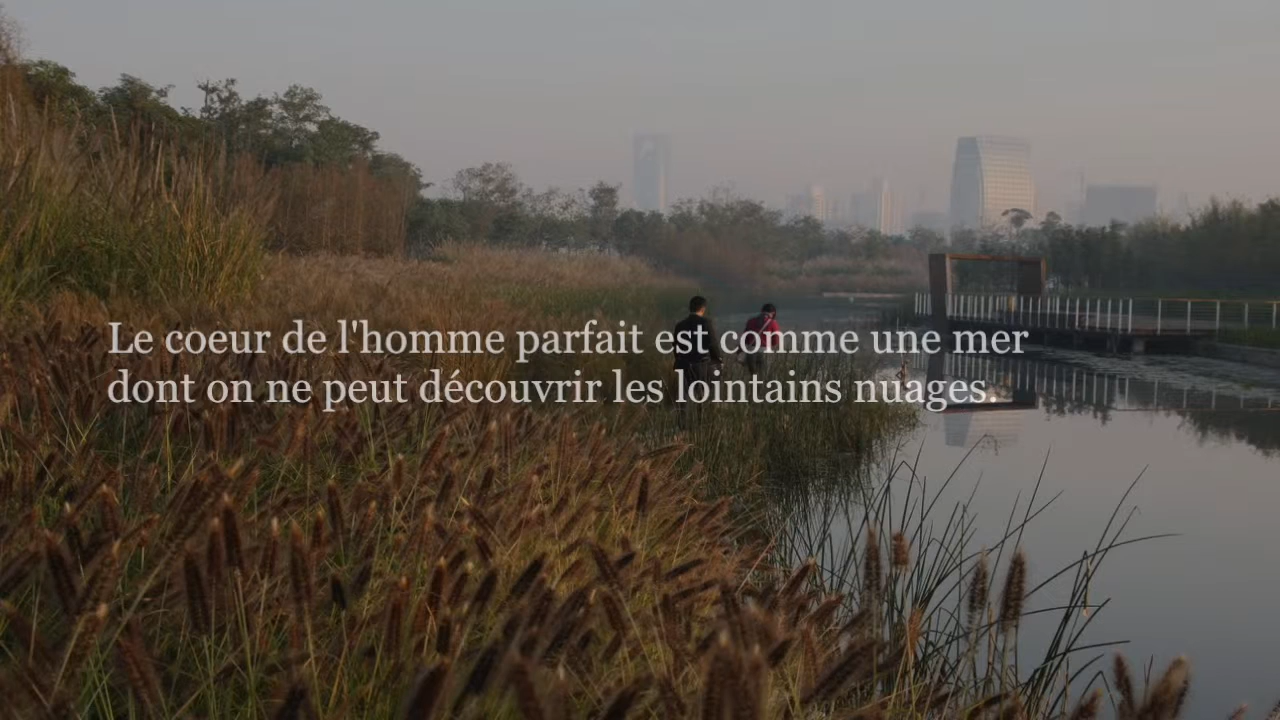 Le coeur de l'homme parfait est comme une mer
dont on ne peut découvrir les lointains nuages.